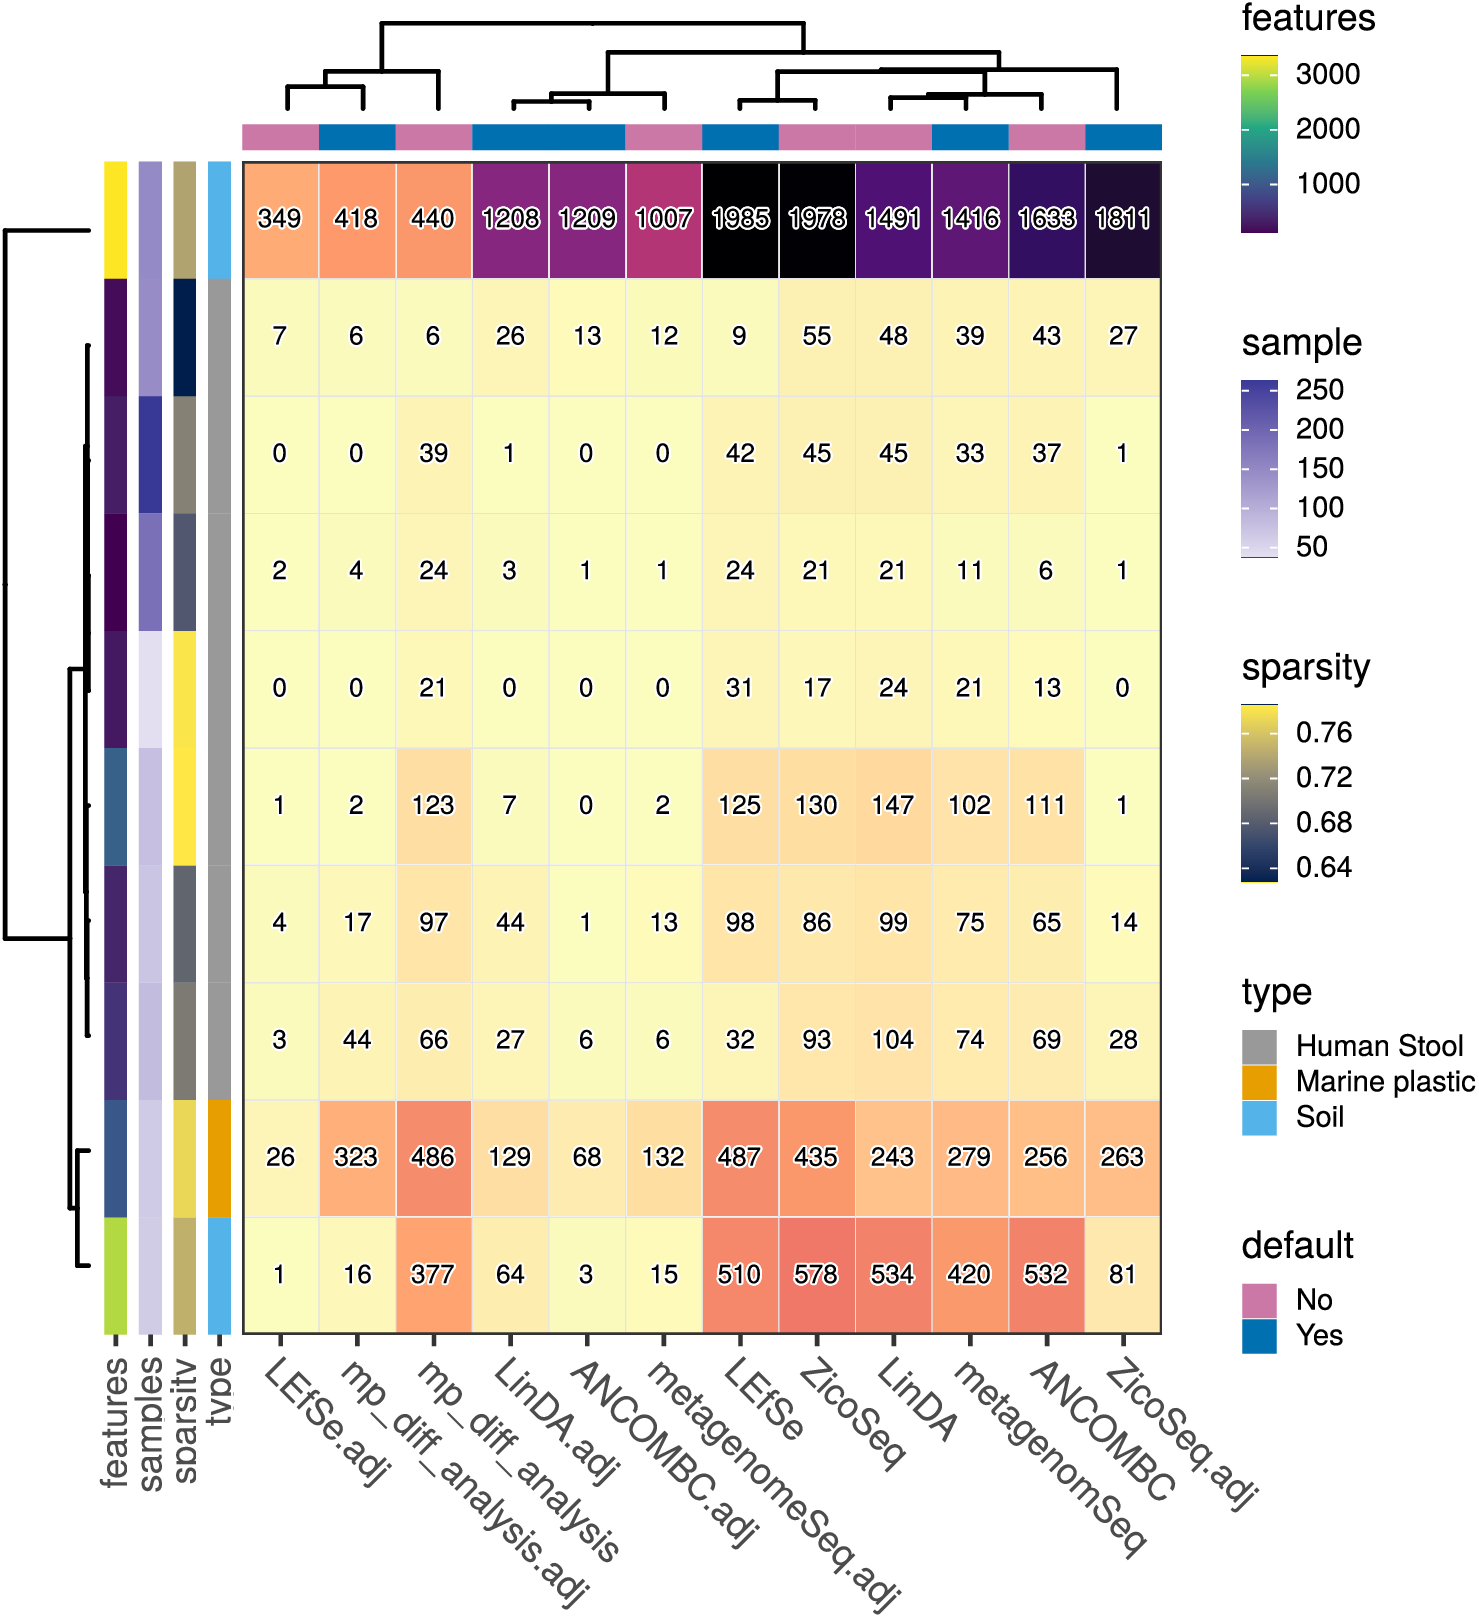 features
3000
2000
1000
sample
250
200
150
100
50
sparsity
0.76
0.72
0.68
0.64
type
Human Stool
Marine plastic
Soil
default
No
Yes
349 418 440 1208 1209 1007 1985 1978 1491 1416 1633 1811
7 6 6 26 13 12 9 55 48 39 43 27
0 0 39 1 0 0 42 45 45 33 37 1
2 4 24 3 1 1 24 21 21 11 6 1
0 0 21 0 0 0 31 17 24 21 13 0
1 2 123 7 0 2 125 130 147 102 111 1
4 17 97 44 1 13 98 86 99 75 65 14
3 44 66 27 6 6 32 93 104 74 69 28
26 323 486 129 68 132 487 435 243 279 256 263
1 16 377 64 3 15 510 578 534 420 532 81
features
samples
sparsity
type
LEfSe.adj
mp_diff_analysis.adj
mp_diff_analysis
LinDA.adj
ANCOMBC.adj
metagenomeSeq.adj
LEfSe
ZicoSeq
LinDA
metagenomSeq
ANCOMBC
ZicoSeq.adj